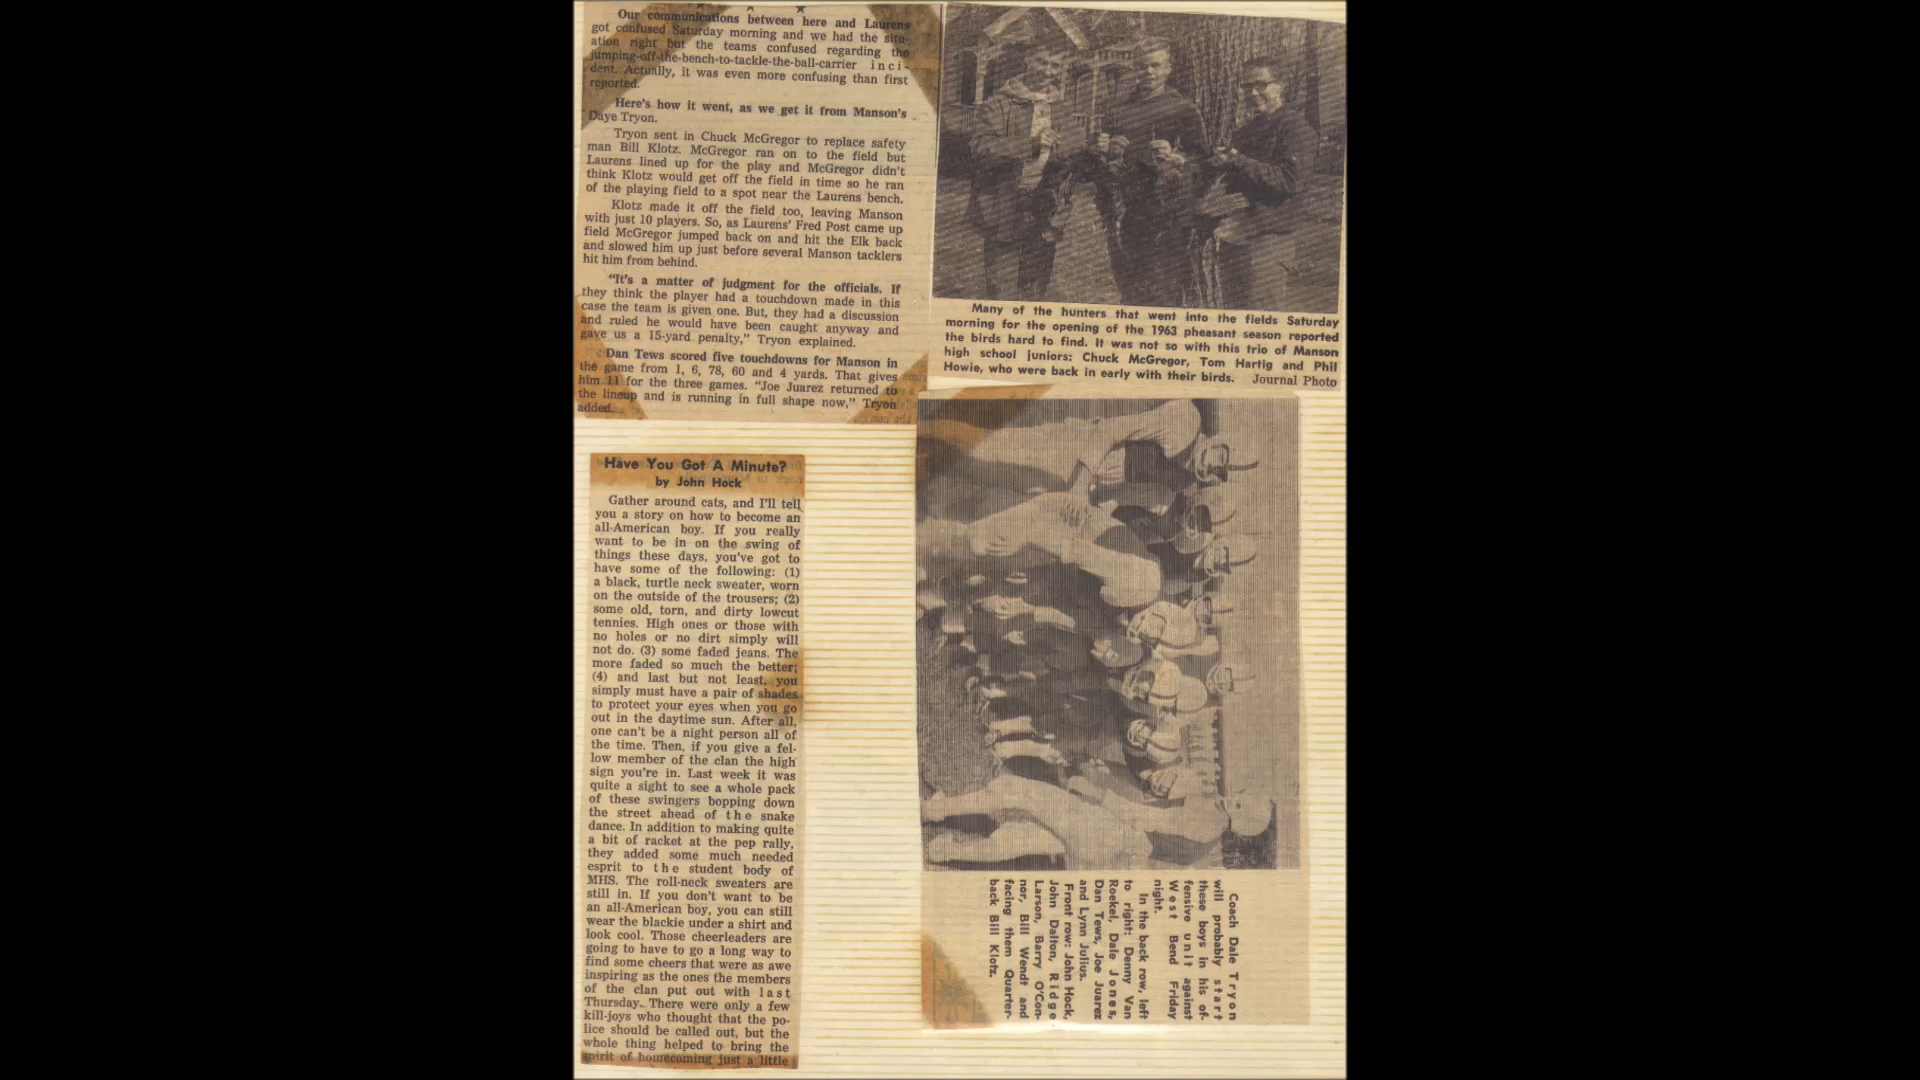 Our communications between here and Laurens
got confused Saturday morning and we had the situ-
ation right but the teams confused regarding the
jumping-off-the-bench-to-tackle-the-ball-carrier inci-
dent. Actually, it was even more confusing than first
reported.
Here's how it went, as we get it from Manson's
Daye Tryon.
Tryon sent in Chuck McGregor to replace safety
man Bill Klotz. McGregor ran on to the field but
Laurens lined up for the play and McGregor didn't
think Klotz would get off the field in time so he ran
of the playing field to a spot near the Laurens bench.
Klotz made it off the field too, leaving Manson
with just 10 players. So, as Laurens' Fred Post came up
field McGregor jumped back on and hit the Elk back
and slowed him up just before several Manson tacklers
hit him from behind.
"It's a matter of judgment for the officials. If
they think the player had a touchdown made in this
case the team is given one. But, they had a discussion
and ruled he would have been caught anyway and
gave us a 15-yard penalty," Tryon explained.
Dan Tews scored five touchdowns for Manson in
the game from 1, 6, 78, 60 and 4 yards. That gives
him 11 for the three games. "Joe Juarez returned to
the lineup and is running in full shape now," Tryon
added.
Many of the hunters that went into the fields Saturday
morning for the opening of the 1963 pheasant season reported
the birds hard to find. It was not so with this trio of Manson
high school juniors: Chuck McGregor, Tom Hartig and Phil
Howie, who were back in early with their birds. Journal Photo
Have You Got A Minute?
by John Hock
Gather around cats, and I'll tell
you a story on how to become an
all-American boy. If you really
want to be in on the swing of
things these days, you've got to
have some of the following: (1)
a black, turtle neck sweater, worn
on the outside of the trousers; (2)
some old, torn, and dirty lowcut
tennies. High ones or those with
no holes or no dirt simply will
not do. (3) some faded jeans. The
more faded so much the better;
(4) and last but not least, you
simply must have a pair of shades
to protect your eyes when you go
out in the daytime sun. After all,
one can't be a night person all of
the time. Then, if you give a fel-
low member of the clan the high
sign you're in. Last week it was
quite a sight to see a whole pack
of these swingers bopping down
the street ahead of the snake
dance. In addition to making quite
a bit of racket at the pep rally,
they added some much needed
esprit to the student body of
MHS. The roll-neck sweaters are
still in. If you don't want to be
an all-American boy, you can still
wear the blackie under a shirt and
look cool. Those cheerleaders are
going to have to go a long way to
find some cheers that were as awe
inspiring as the ones the members
of the clan put out with last
Thursday. There were only a few
kill-joys who thought that the po-
lice should be called out, but the
whole thing helped to bring the
spirit of homecoming just a little
Coach Dale Tryon
will probably start
these boys in his of-
fensive unit against
West Bend Friday
night.
In the back row, left
to right: Denny Van
Roekel, Dale Jones,
Dan Tews, Joe Juarez
and Lynn Julius.
Front row: John Hock,
John Dalton, Ridge
Larson, Barry O'Con-
nor, Bill Wendt and
facing them Quarter-
back Bill Klotz.